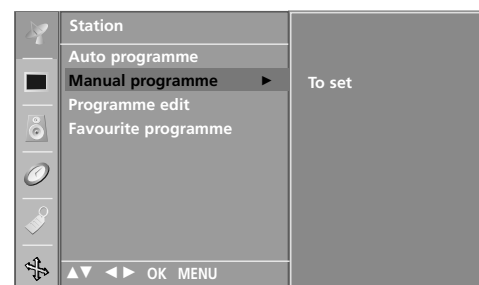 Station
Auto programme
Manual programme ►
To set
Programme edit
Favourite programme
▲▼ ◄► OK MENU